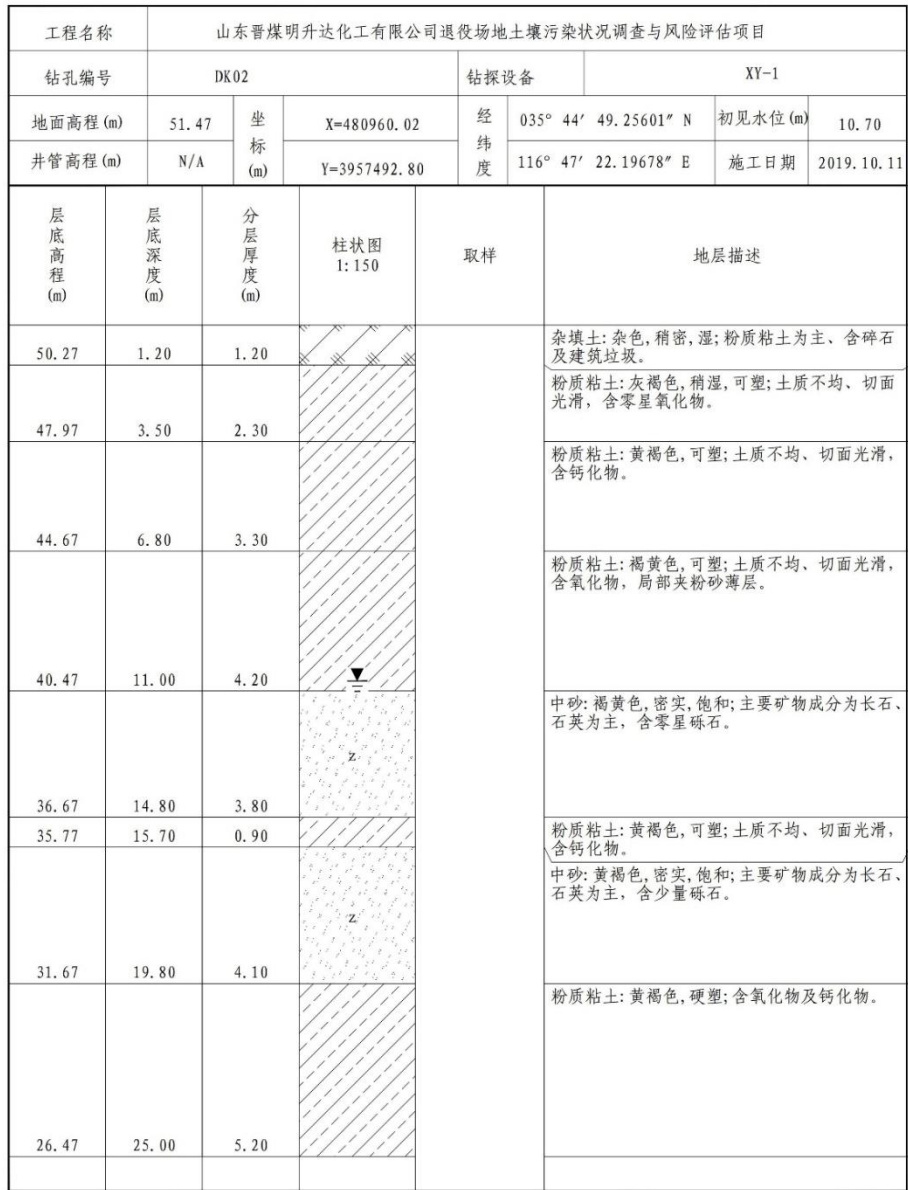 工程名称 山东晋煤明升达化工有限公司退役场地土壤污染状况调查与风险评估项目
钻孔编号 DK02 钻探设备 XY-1
地面高程(m) 51.47 坐标(m) X=480960.02 经纬度 035° 44′ 49.25601″ N 初见水位(m) 10.70
井管高程(m) N/A Y=3957492.80 116° 47′ 22.19678″ E 施工日期 2019.10.11
层底高程(m) 层底深度(m) 分层厚度(m) 柱状图 1:150 取样 地层描述
杂填土:杂色,稍密,湿;粉质粘土为主、含碎石
及建筑垃圾。
50.27 1.20 1.20
粉质粘土:灰褐色,稍湿,可塑;土质不均、切面
光滑，含零星氧化物。
47.97 3.50 2.30
粉质粘土:黄褐色,可塑;土质不均、切面光滑，
含钙化物。
44.67 6.80 3.30
粉质粘土:褐黄色,可塑;土质不均、切面光滑，
含氧化物，局部夹粉砂薄层。
40.47 11.00 4.20
中砂:褐黄色,密实,饱和;主要矿物成分为长石、
石英为主，含零星砾石。
z
36.67 14.80 3.80
35.77 15.70 0.90
粉质粘土:黄褐色,可塑;土质不均、切面光滑，
含钙化物。
中砂:黄褐色,密实,饱和;主要矿物成分为长石、
石英为主，含少量砾石。
z
31.67 19.80 4.10
粉质粘土:黄褐色,硬塑;含氧化物及钙化物。
26.47 25.00 5.20